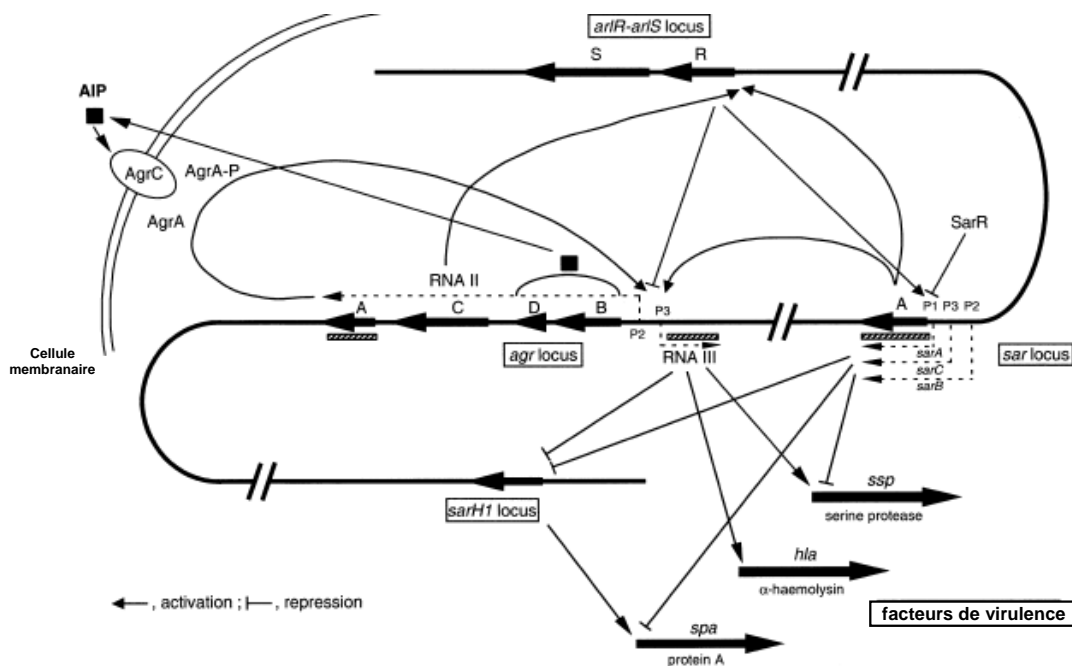 arlR-arlS locus
S R
AIP
AgrC
AgrA-P
AgrA
SarR
RNA II
A C D B
P2
P3
A
P1 P3 P2
agr locus
RNA III
sarA
sarC
sarB
sar locus
Cellule
membranaire
sarH1 locus
ssp
serine protease
hla
α-haemolysin
facteurs de virulence
, activation ; , repression
spa
protein A